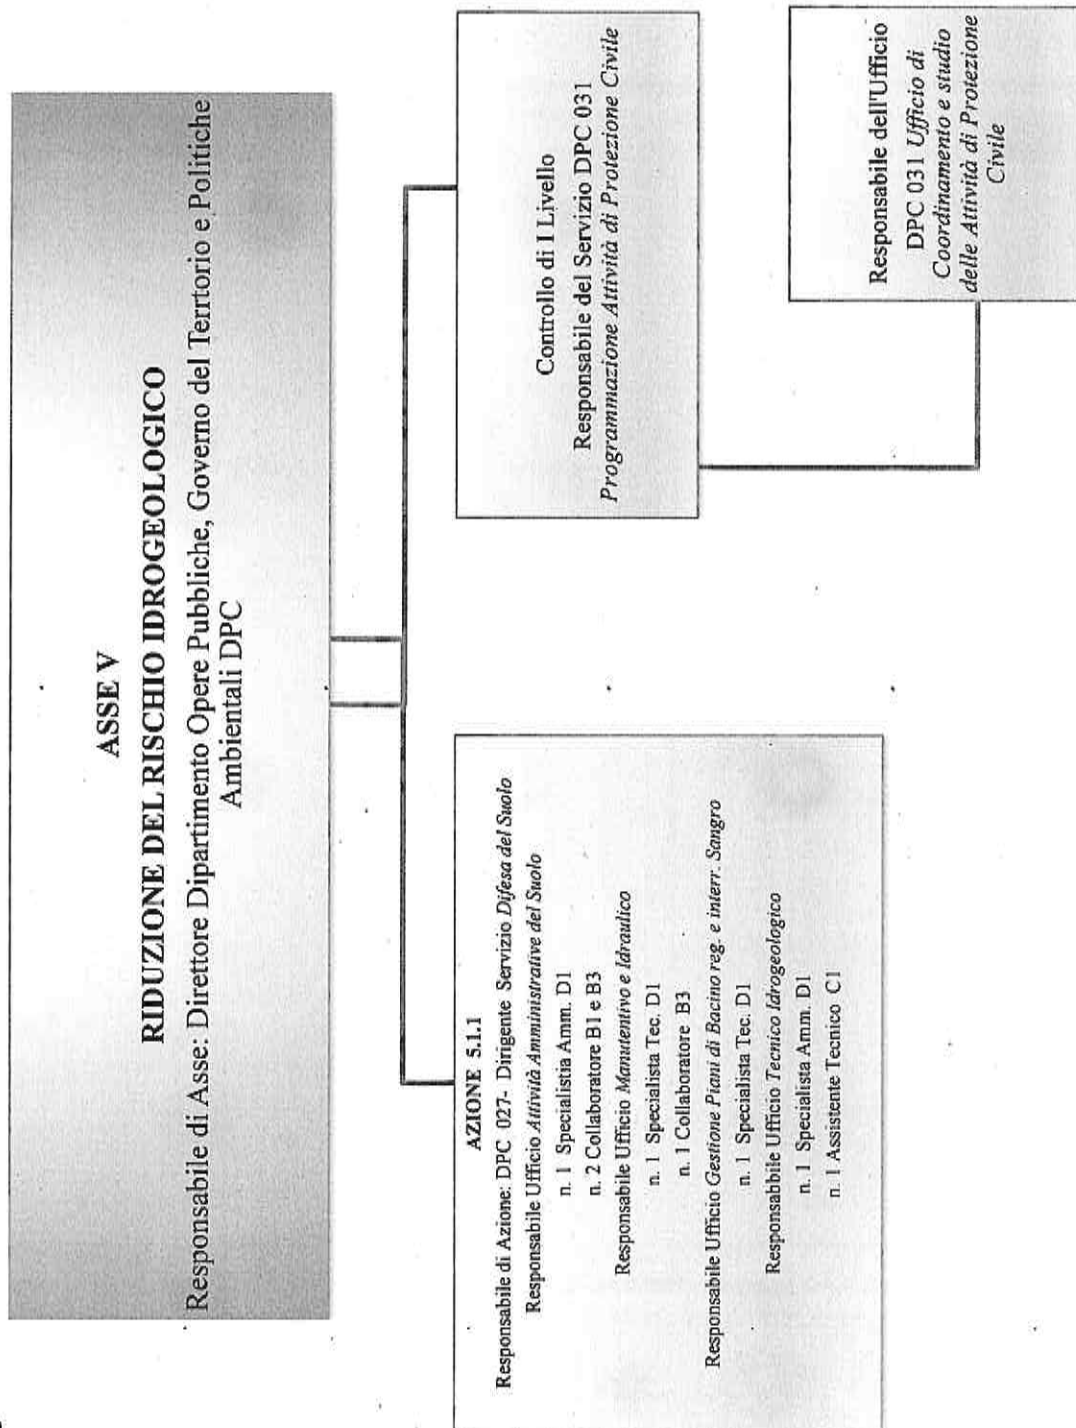 ASSE V
RIDUZIONE DEL RISCHIO IDROGEOLOGICO
Responsabile di Asse: Direttore Dipartimento Opere Pubbliche, Governo del Terrtorio e Politiche
Ambientali DPC
AZIONE 5.1.1
Responsabile di Azione: DPC 027- Dirigente Servizio Difesa del Suolo
Responsabile Ufficio Attività Amministrative del Suolo
n. 1 Specialistia Amm. D1
n. 2 Collaboratore B1 e B3
Responsabile Ufficio Manutentivo e Idraulico
n. 1 Specialista Tec. D1
n. 1 Collaboratore B3
Responsabile Ufficio Gestione Piani di Bacino reg. e interr. Sangro
n. 1 Specialista Tec. D1
Responsabbile Ufficio Tecnico Idrogeologico
n. 1 Specialista Amm. D1
n. 1 Assistente Tecnico C1
Controllo di I Livello
Responsabile del Servizio DPC 031
Programmazione Attività di Protezione Civile
Responsabile dell'Ufficio
DPC 031 Ufficio di
Coordinamento e studio
delle Attività di Protezione
Civile